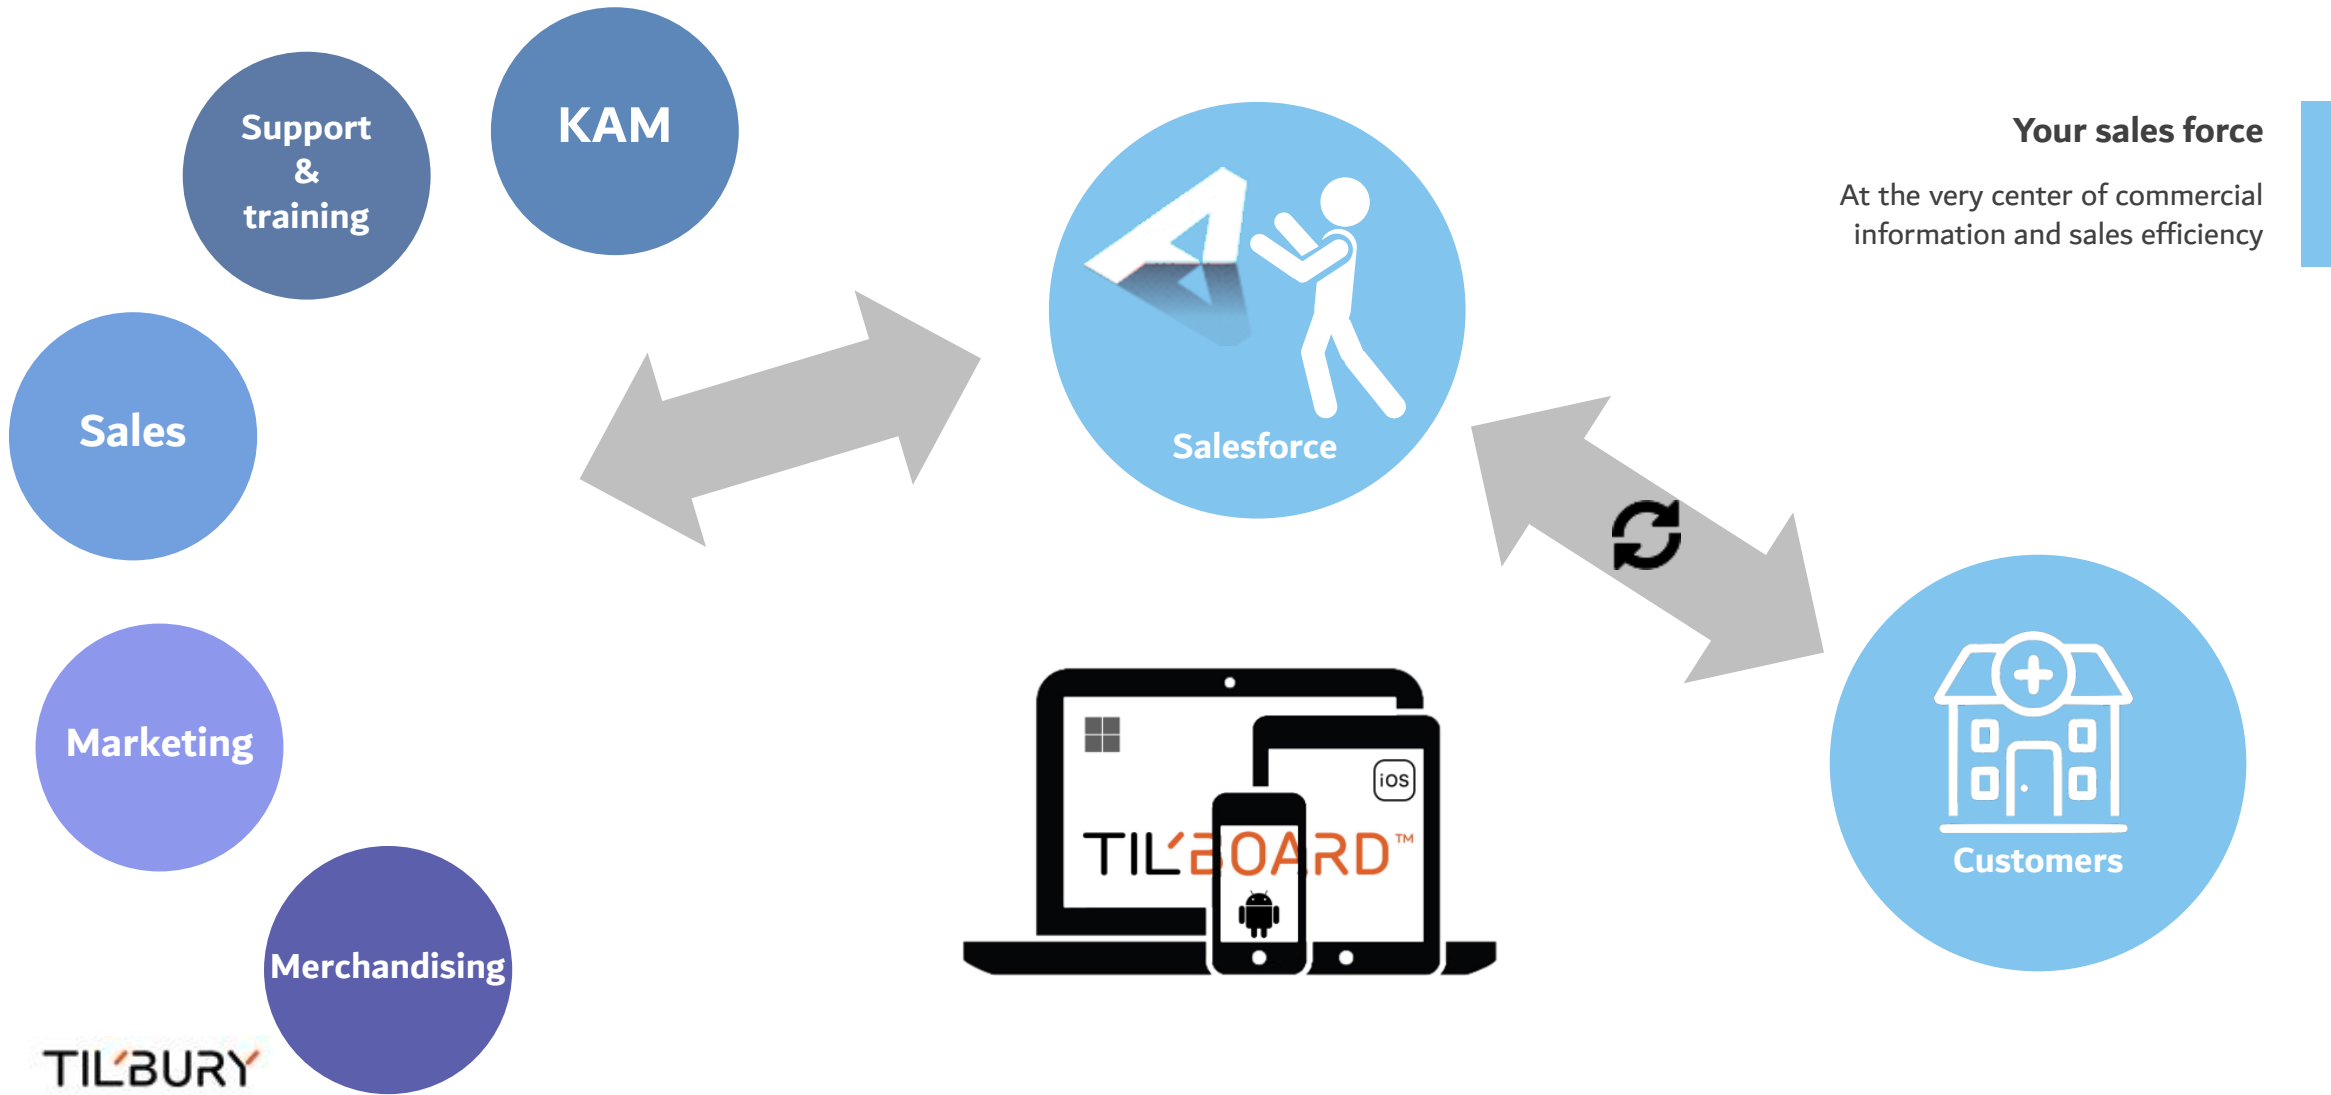 KAM
Support
&
training
Sales
Marketing
Merchandising
TIL'BURY
Salesforce
Your sales force
At the very center of commercial
information and sales efficiency
iOS
TIL'BOARD™
Customers